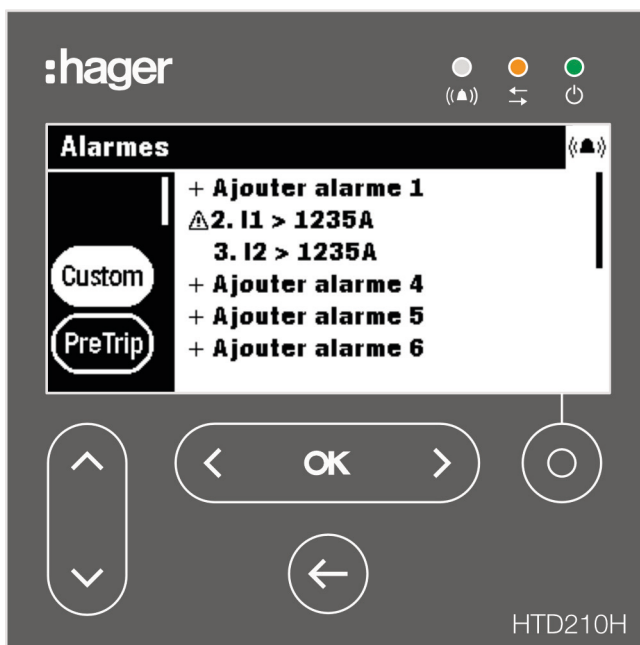 :hager
Alarmes
+ Ajouter alarme 1
2. I1 > 1235A
3. I2 > 1235A
+ Ajouter alarme 4
+ Ajouter alarme 5
+ Ajouter alarme 6
Custom
PreTrip
OK
HTD210H